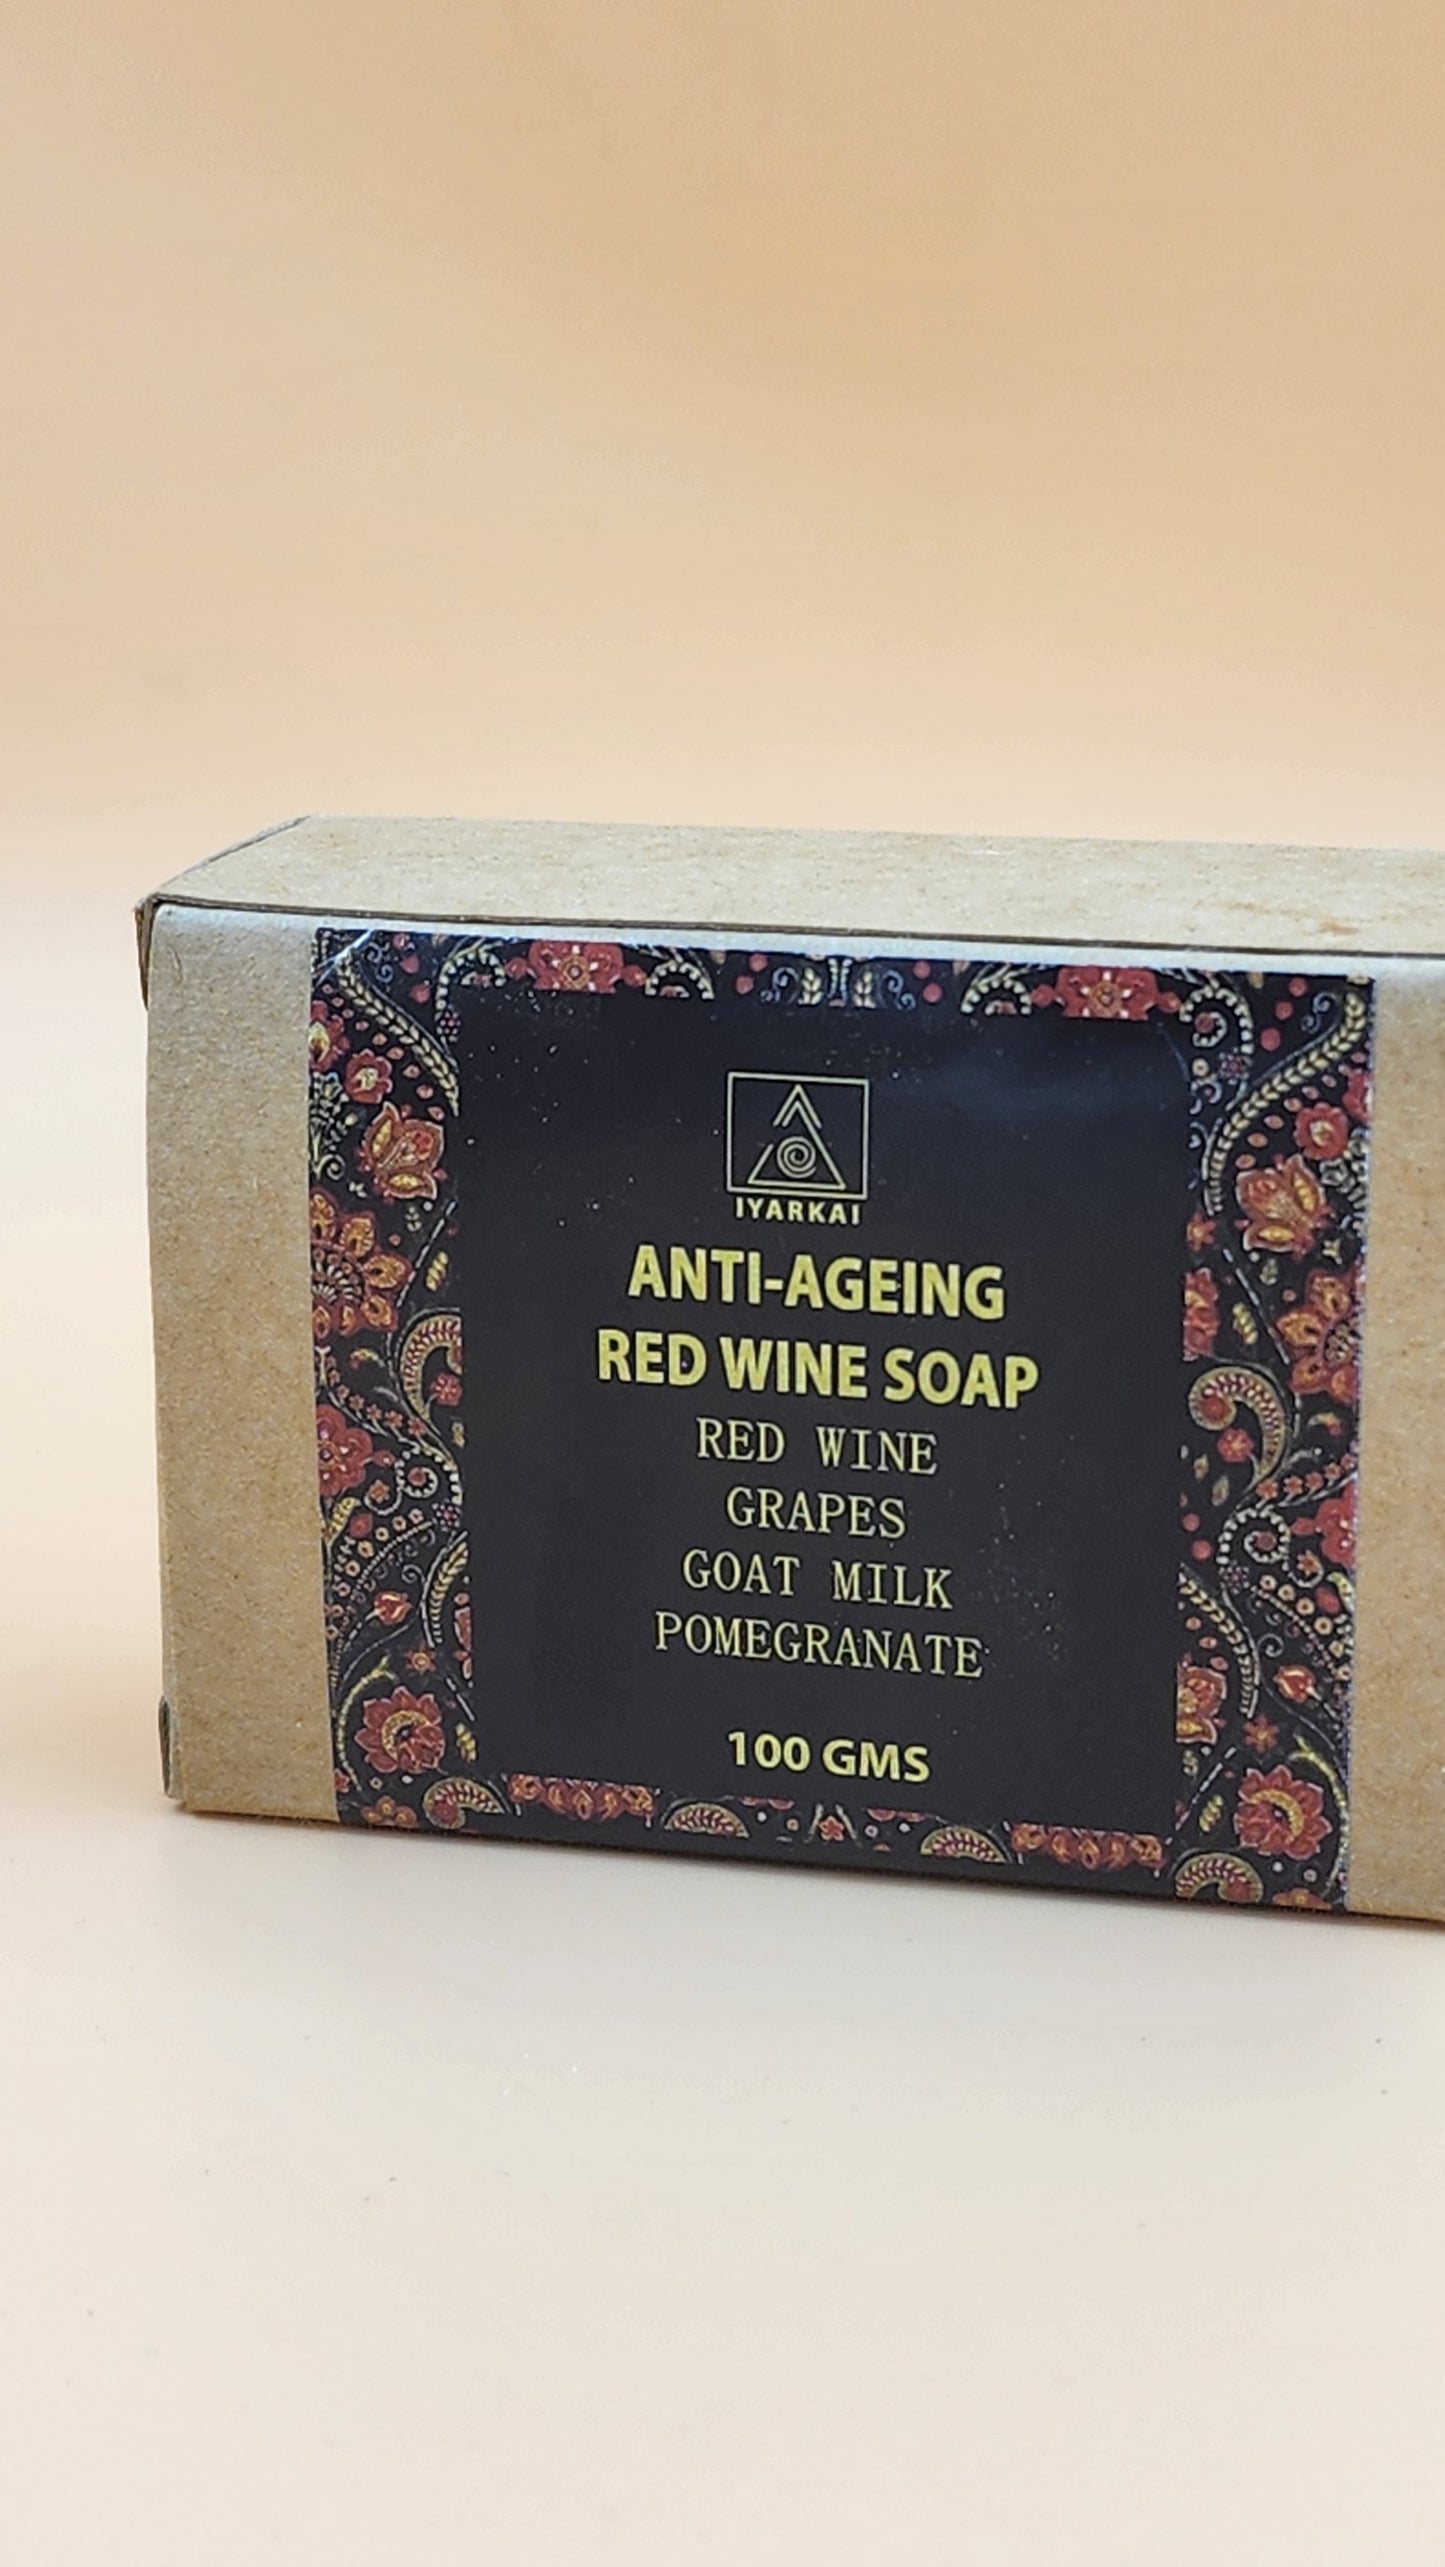 IYARKAI
ANTI-AGEING
RED WINE SOAP
RED WINE
GRAPES
GOAT MILK
POMEGRANATE
100 GMS